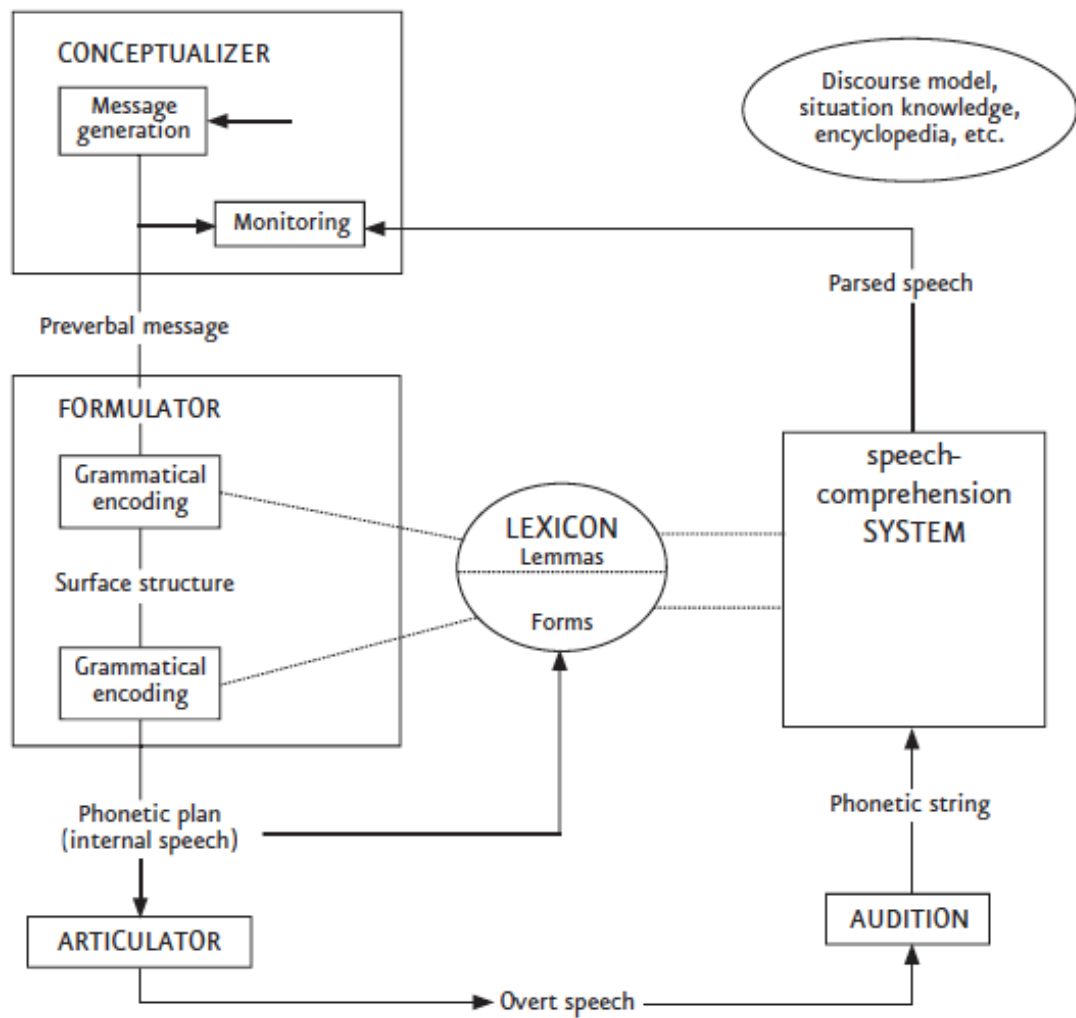 CONCEPTUALIZER
Message
generation
Monitoring
Discourse model,
situation knowledge,
encyclopedia, etc.
Parsed speech
Preverbal message
FORMULATOR
Grammatical
encoding
Surface structure
Grammatical
encoding
LEXICON
Lemmas
Forms
speech-
comprehension
SYSTEM
Phonetic plan
(internal speech)
Phonetic string
ARTICULATOR
AUDITION
Overt speech